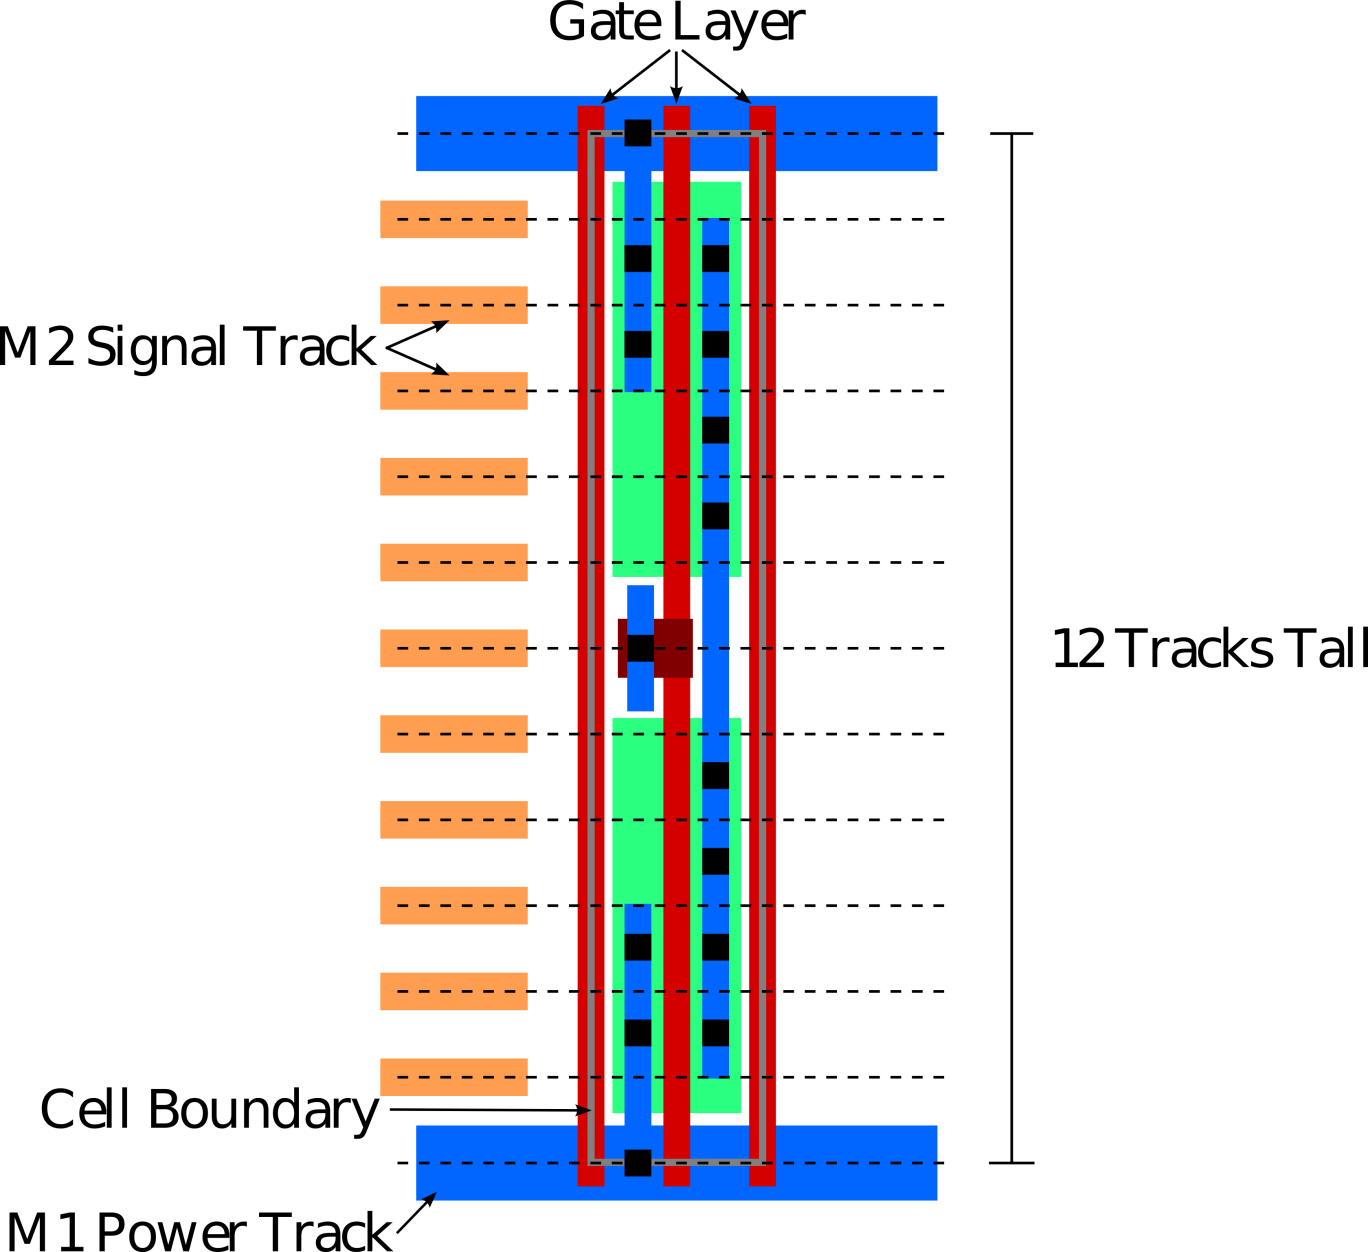 Gate Layer
M2 Signal Track
12 Tracks Tall
Cell Boundary
M1 Power Track